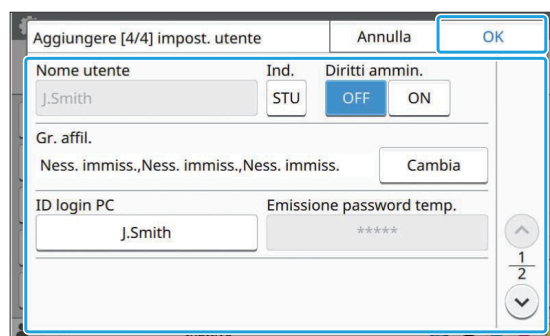 Aggiungere [4/4] impost. utente
Annulla
OK
Nome utente
Ind.
Diritti ammin.
J.Smith
STU
OFF
ON
Gr. affil.
Ness. immiss.,Ness. immiss.,Ness. immiss.
Cambia
ID login PC
Emissione password temp.
J.Smith
*****
1
2